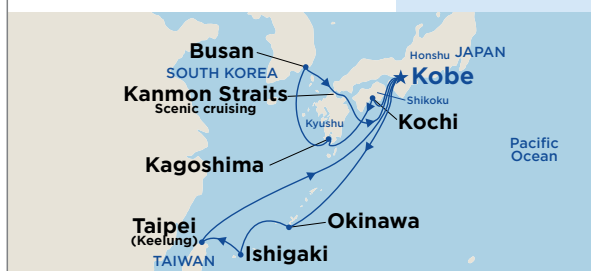 Busan
SOUTH KOREA
Honshu JAPAN
Kobe
Kanmon Straits
Scenic cruising
Shikoku
Kochi
Kyushu
Pacific
Ocean
Kagoshima
Okinawa
Taipei
(Keelung)
Ishigaki
TAIWAN